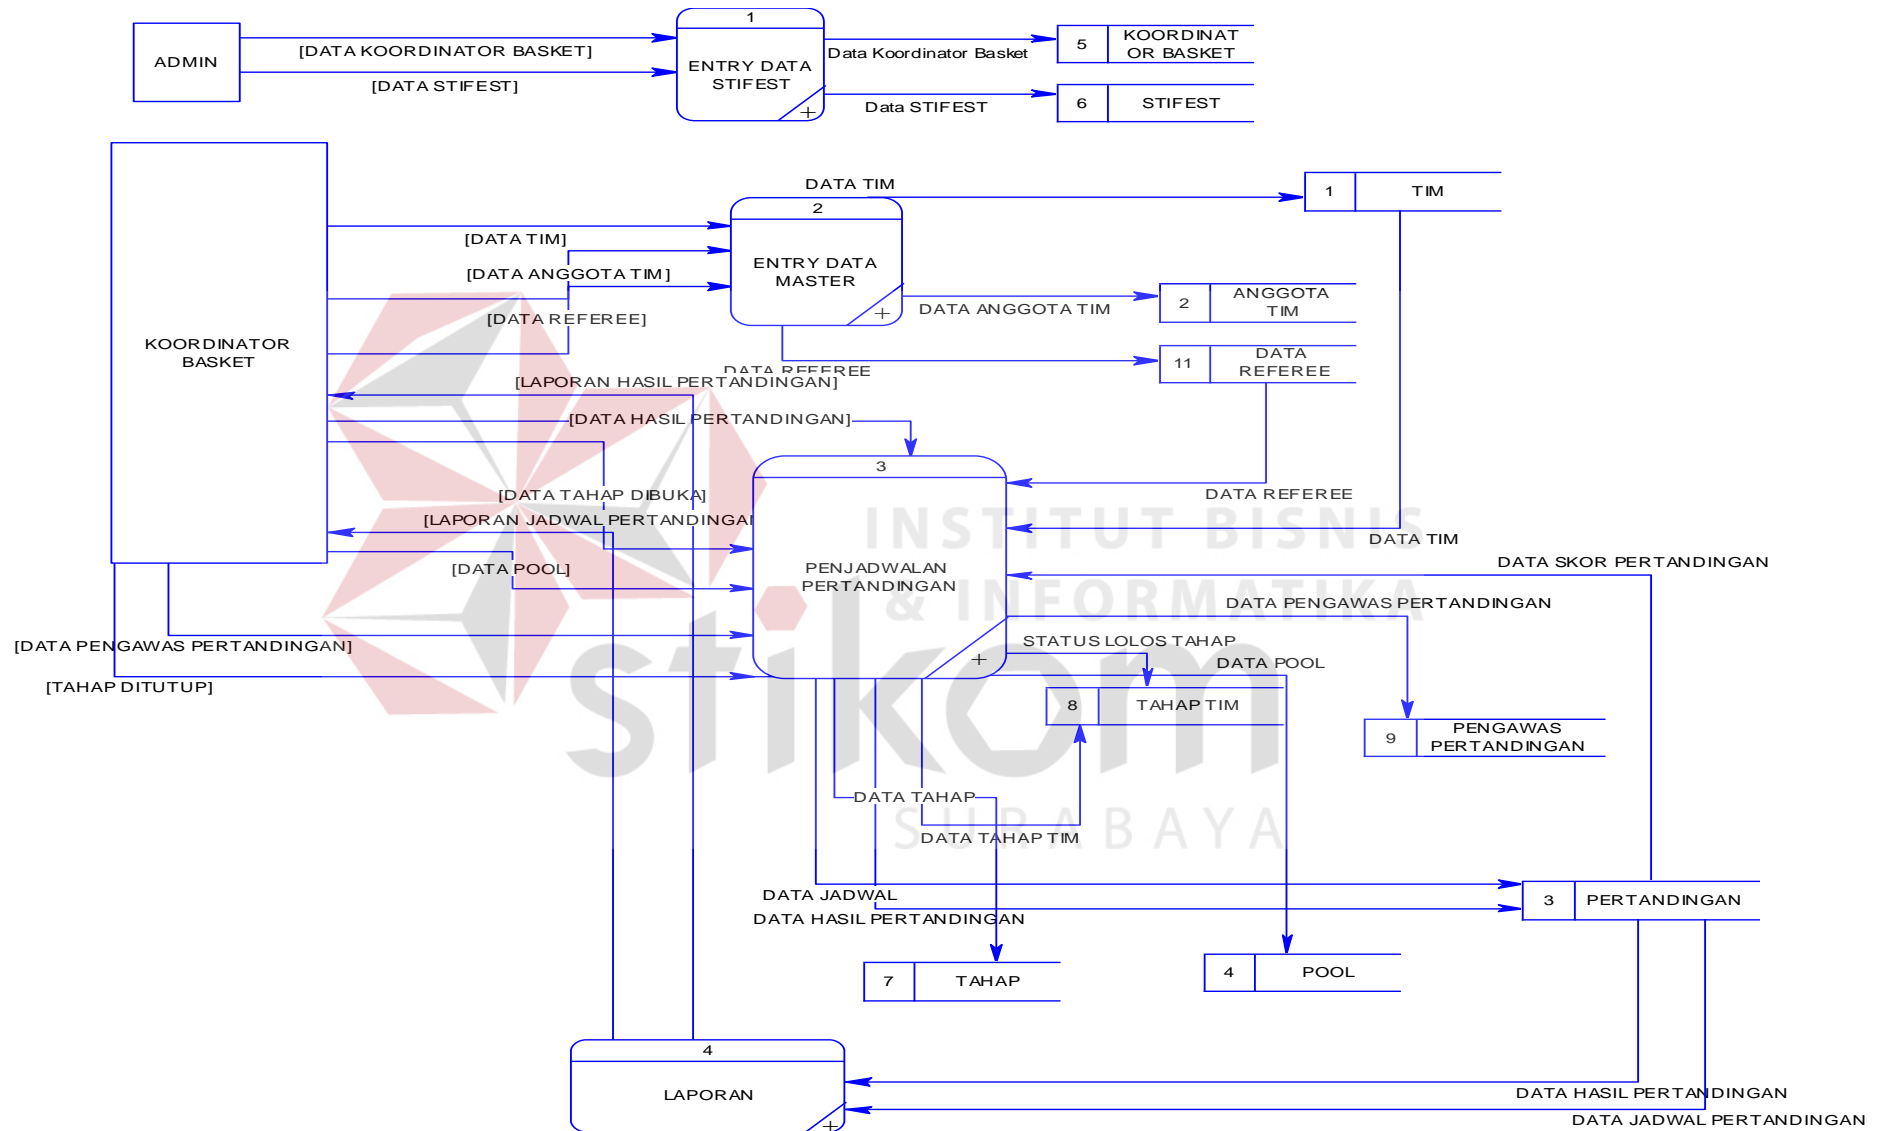 1
ADMIN
[DATA KOORDINATOR BASKET]
[DATA STIFEST]
ENTRY DATA
STIFEST
+
Data Koordinator Basket
Data STIFEST
5
KOORDINAT
OR BASKET
6
STIFEST
KOORDINATOR
BASKET
DATA TIM
1
TIM
2
ENTRY DATA
MASTER
+
[DATA TIM]
[DATA ANGGOTA TIM]
[DATA REFEREE]
DATA ANGGOTA TIM
2
ANGGOTA
TIM
DATA REFEREE
11
DATA
REFEREE
[LAPORAN HASIL PERTANDINGAN]
[DATA HASIL PERTANDINGAN]
3
PENJADWALAN
PERTANDINGAN
+
[DATA TAHAP DIBUKA]
[LAPORAN JADWAL PERTANDINGAN
[DATA POOL]
[DATA PENGAWAS PERTANDINGAN]
[TAHAP DITUTUP]
DATA REFEREE
DATA TIM
DATA SKOR PERTANDINGAN
DATA PENGAWAS PERTANDINGAN
STATUS LOLOS TAHAP
DATA POOL
8
TAHAP TIM
9
PENGAWAS
PERTANDINGAN
DATA TAHAP
DATA TAHAP TIM
DATA JADWAL
DATA HASIL PERTANDINGAN
3
PERTANDINGAN
7
TAHAP
4
POOL
4
LAPORAN
+
DATA HASIL PERTANDINGAN
DATA JADWAL PERTANDINGAN
INSTITUT BISNIS
& INFORMATIKA
stikom
SURABAYA